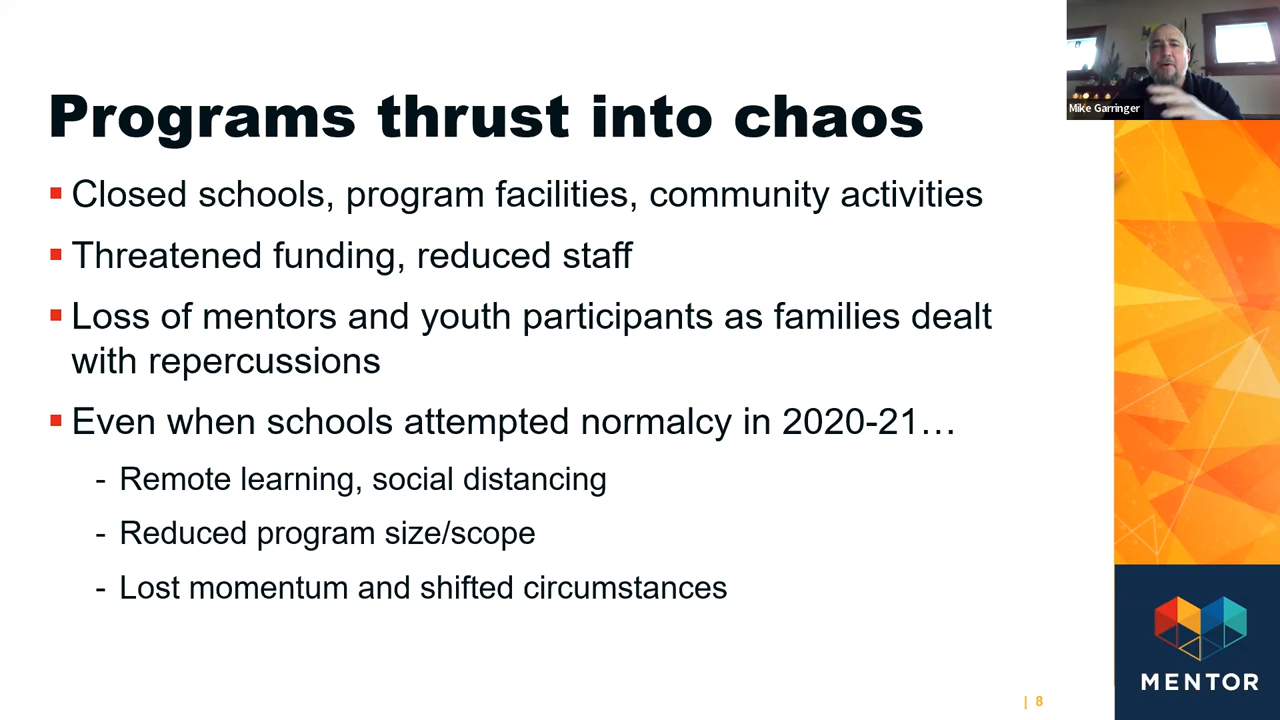 Programs thrust into chaos
Mike Garringer
▪ Closed schools, program facilities, community activities
▪ Threatened funding, reduced staff
▪ Loss of mentors and youth participants as families dealt
with repercussions
▪ Even when schools attempted normalcy in 2020-21…
- Remote learning, social distancing
- Reduced program size/scope
- Lost momentum and shifted circumstances
MENTOR
| 8